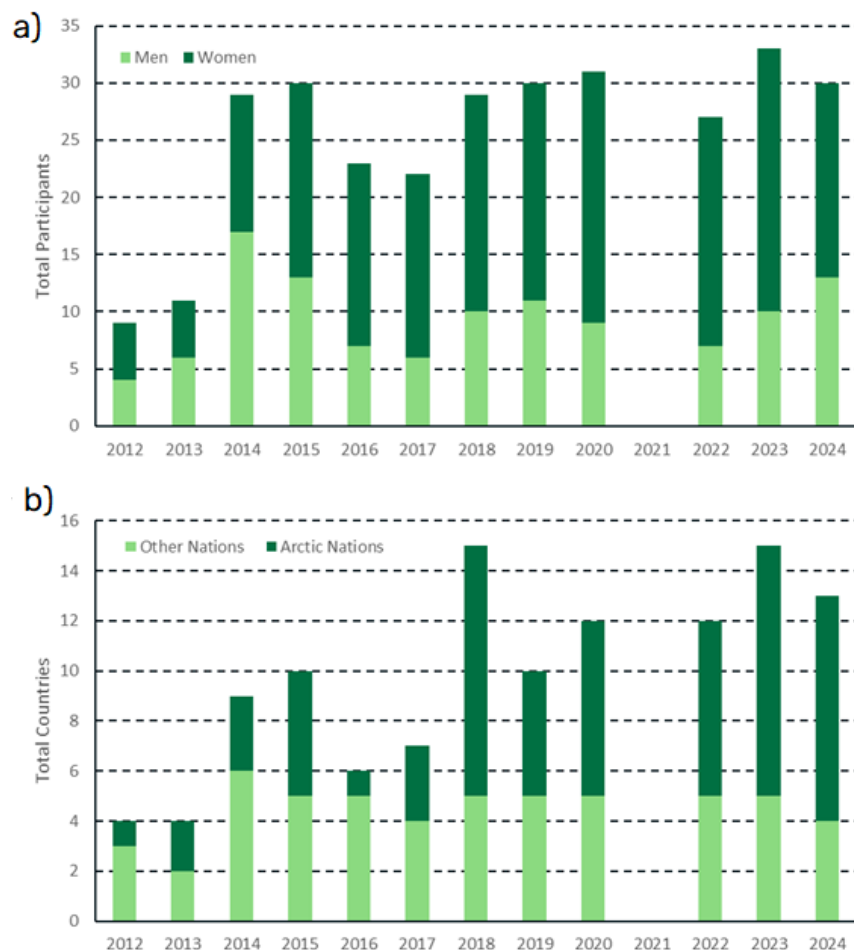 a)
35
Men Women
30
25
20
15
10
5
0
Total Participants
2012 2013 2014 2015 2016 2017 2018 2019 2020 2021 2022 2023 2024
b)
16
Other Nations Arctic Nations
14
12
10
8
6
4
2
0
Total Countries
2012 2013 2014 2015 2016 2017 2018 2019 2020 2021 2022 2023 2024